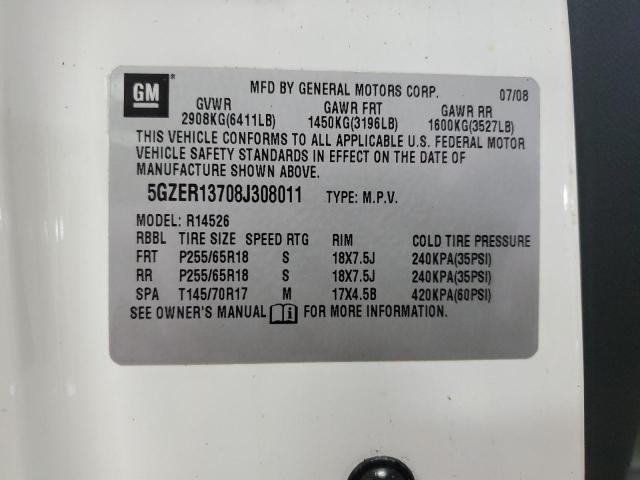 GM
MFD BY GENERAL MOTORS CORP. 07/08
GVWR GAWR FRT GAWR RR
2908KG(6411LB) 1450KG(3196LB) 1600KG(3527LB)
THIS VEHICLE CONFORMS TO ALL APPLICABLE U.S. FEDERAL MOTOR
VEHICLE SAFETY STANDARDS IN EFFECT ON THE DATE OF
MANUFACTURE SHOWN ABOVE.
5GZER13708J308011 TYPE: M.P.V.
MODEL: R14526
RBBL TIRE SIZE SPEED RTG RIM COLD TIRE PRESSURE
FRT P255/65R18 S 18X7.5J 240KPA(35PSI)
RR P255/65R18 S 18X7.5J 240KPA(35PSI)
SPA T145/70R17 M 17X4.5B 420KPA(60PSI)
SEE OWNER'S MANUAL i FOR MORE INFORMATION.